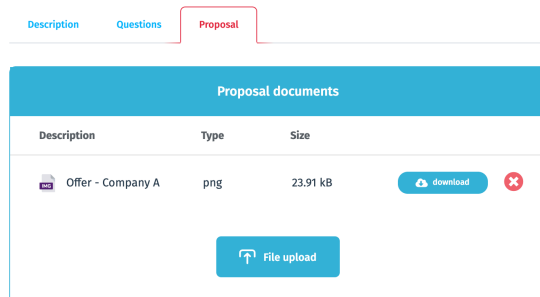 Description Questions Proposal
Proposal documents
Description Type Size
IMG Offer - Company A png 23.91 kB download
File upload